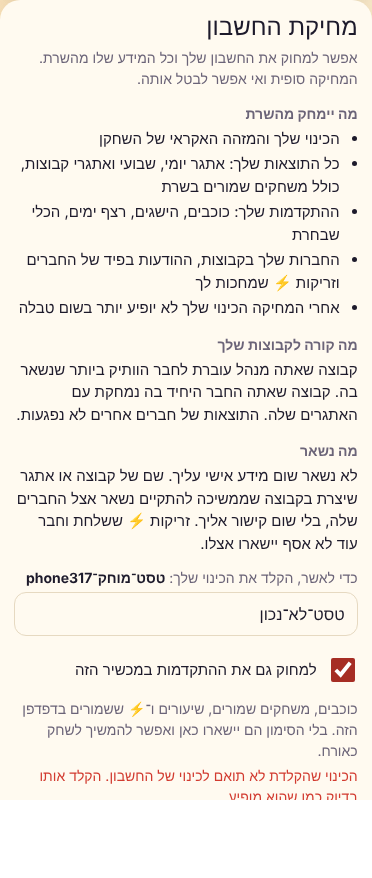 מחיקת החשבון
אפשר למחוק את החשבון שלך וכל המידע שלו מהשרת.
המחיקה סופית ואי אפשר לבטל אותה.
מה יימחק מהשרת
• הכינוי שלך והמזהה האקראי של השחקן
• כל התוצאות שלך: אתגר יומי, שבועי ואתגרי קבוצות,
כולל משחקים שמורים בשרת
• ההתקדמות שלך: כוכבים, הישגים, רצף ימים, הכלי
שבחרת
• החברות שלך בקבוצות, ההודעות בפיד של החברים
וזריקות ⚡ שמחכות לך
• אחרי המחיקה הכינוי שלך לא יופיע יותר בשום טבלה
מה קורה לקבוצות שלך
קבוצה שאתה מנהל עוברת לחבר הוותיק ביותר שנשאר
בה. קבוצה שאתה החבר היחיד בה נמחקת עם
האתגרים שלה. התוצאות של חברים אחרים לא נפגעות.
מה נשאר
לא נשאר שום מידע אישי עליך. שם של קבוצה או אתגר
שיצרת בקבוצה שממשיכה להתקיים נשאר אצל החברים
שלה, בלי שום קישור אליך. זריקות ⚡ ששלחת וחבר
עוד לא אסף יישארו אצלו.
כדי לאשר, הקלד את הכינוי שלך: טסט־מוחק־phone317
טסט־לא־נכון
למחוק גם את ההתקדמות במכשיר הזה
כוכבים, משחקים שמורים, שיעורים ו־⚡ ששמורים בדפדפן
הזה. בלי הסימון הם יישארו כאן ואפשר להמשיך לשחק
כאורח.
הכינוי שהקלדת לא תואם לכינוי של החשבון. הקלד אותו
בדיוק כמו שהוא מופיע